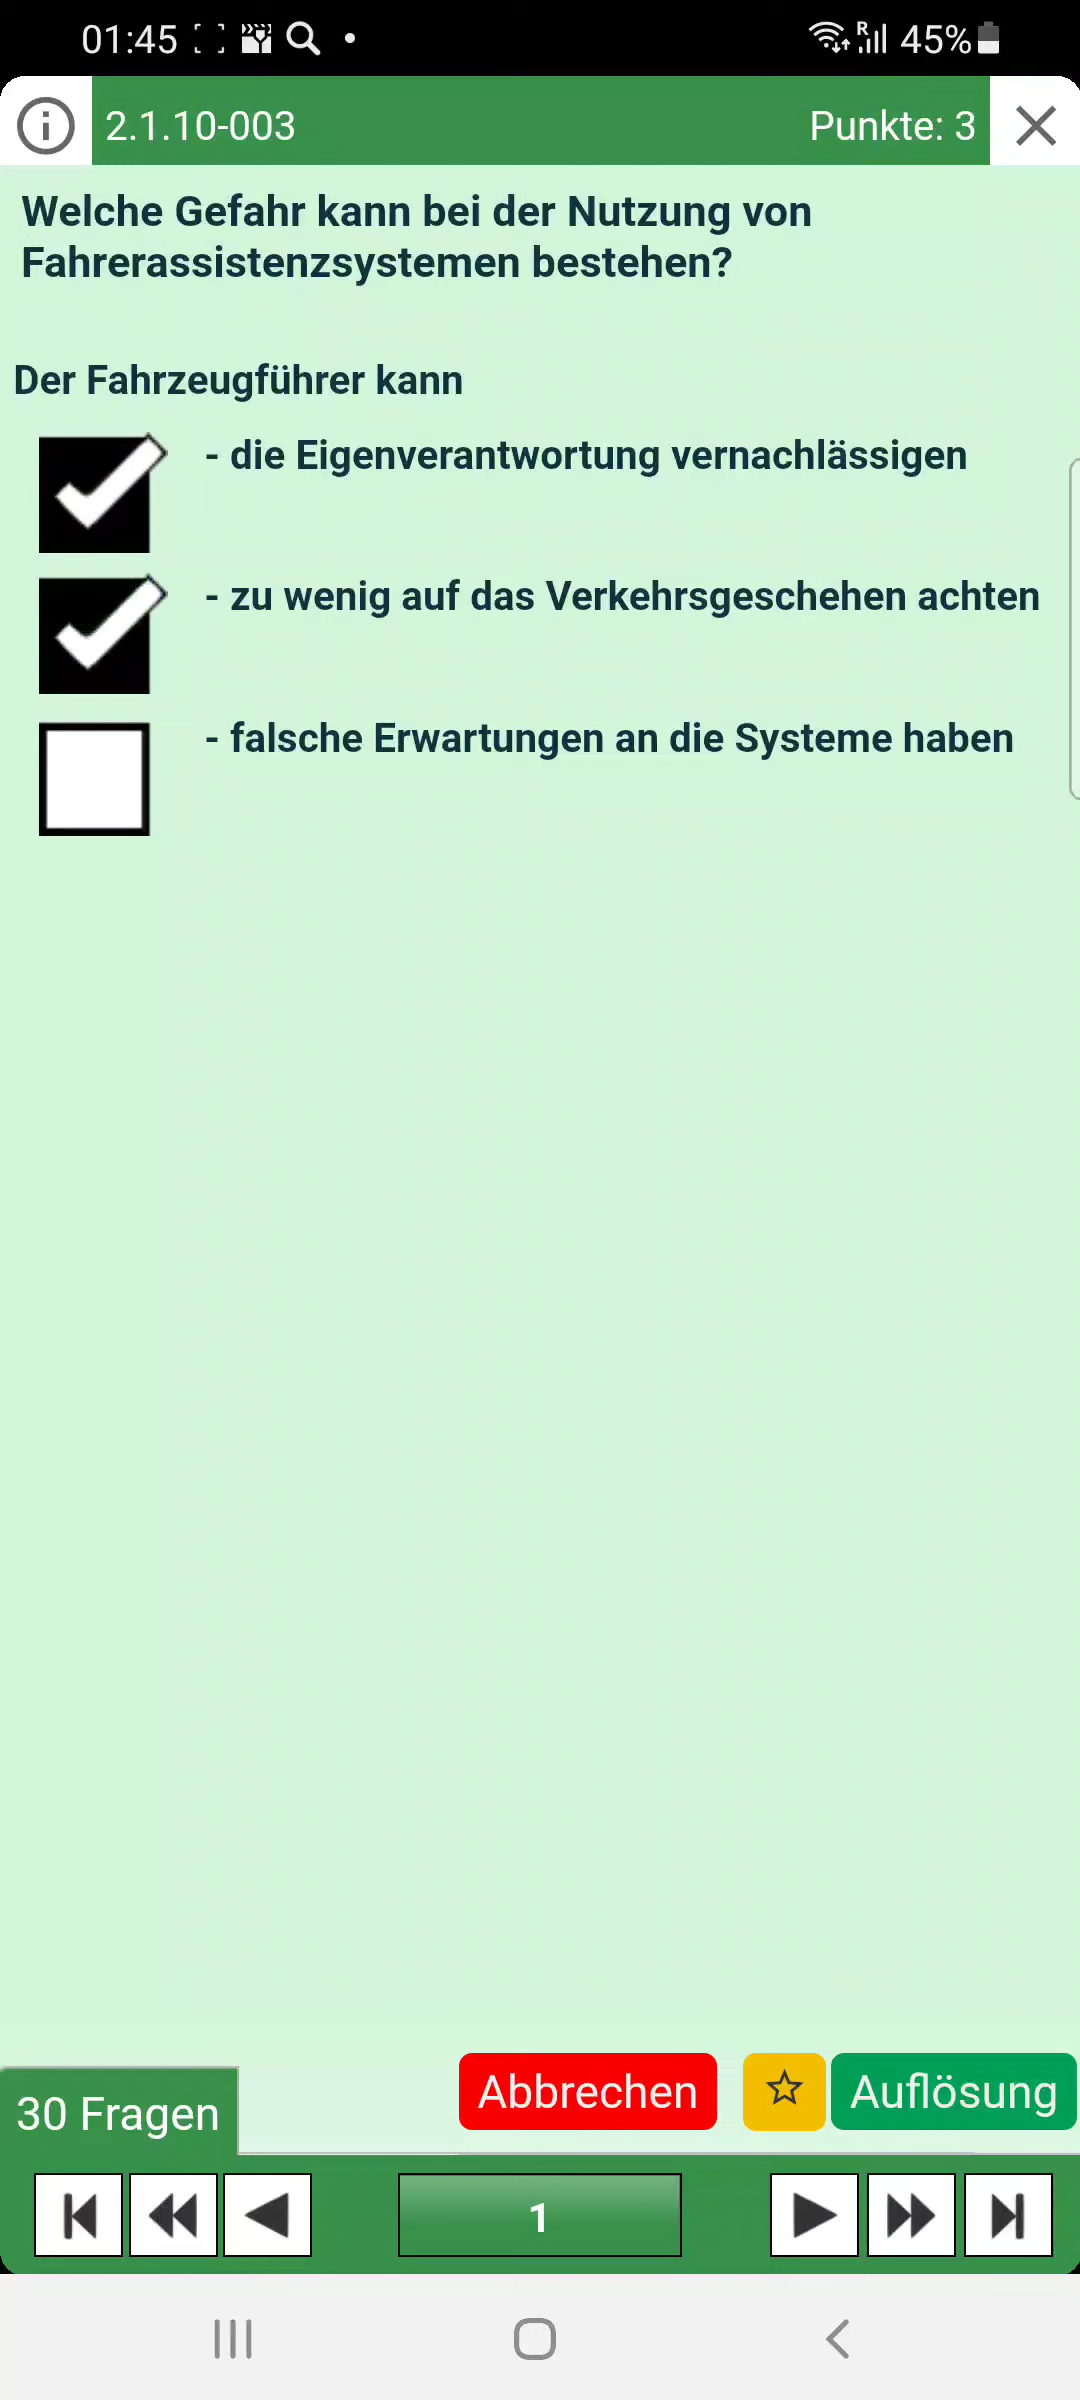 01:45
45%
2.1.10-003
Punkte: 3
Welche Gefahr kann bei der Nutzung von
Fahrerassistenzsystemen bestehen?
Der Fahrzeugführer kann
- die Eigenverantwortung vernachlässigen
- zu wenig auf das Verkehrsgeschehen achten
- falsche Erwartungen an die Systeme haben
30 Fragen
Abbrechen
Auflösung
1